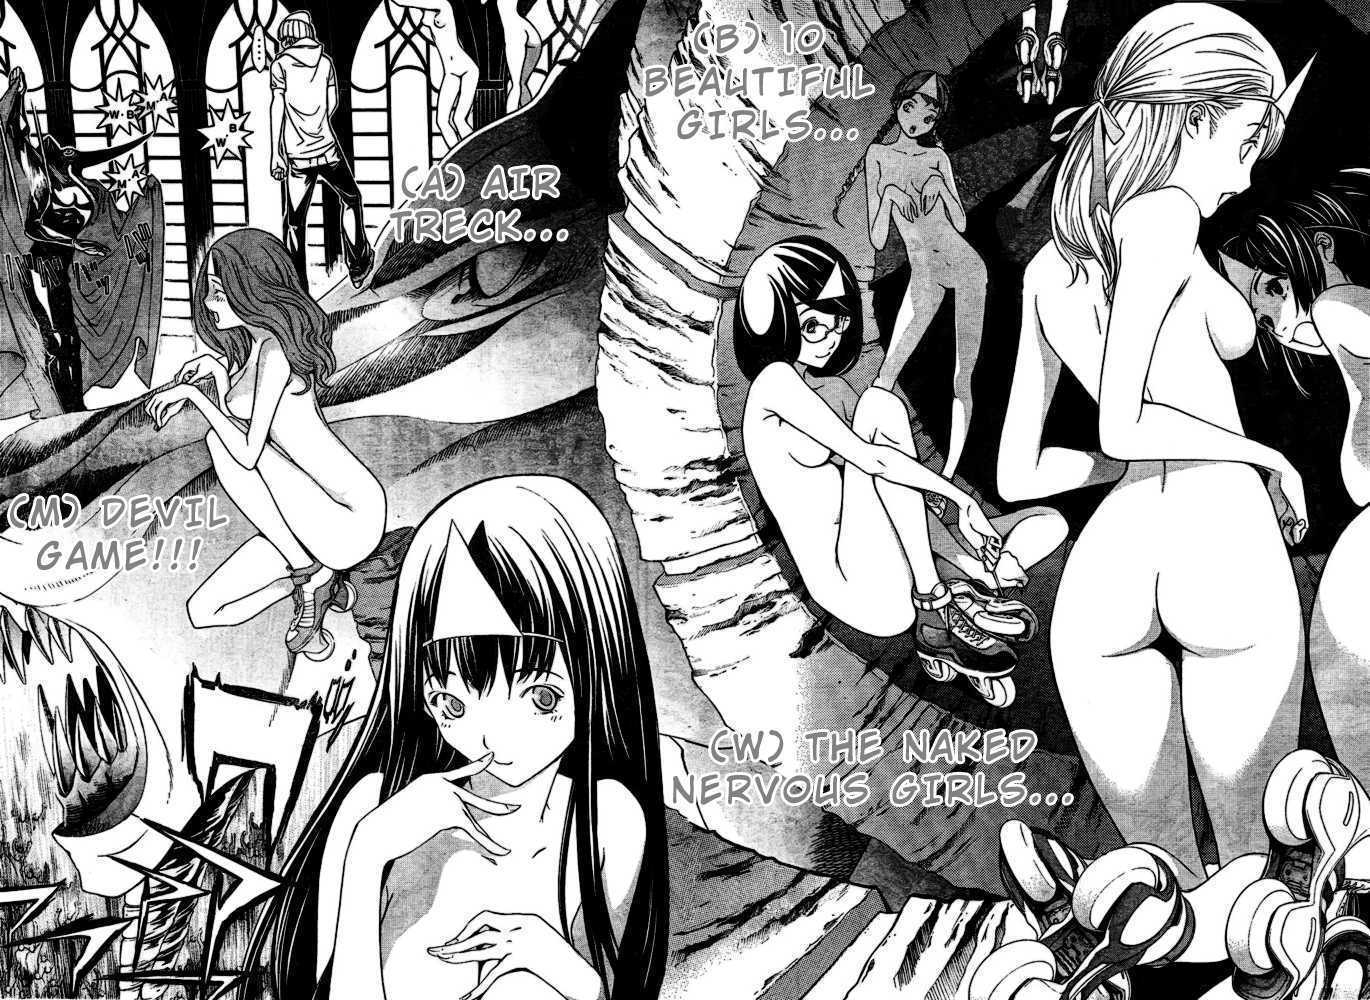 (B) 10
BEAUTIFUL
GIRLS...
(A) AIR
TRECK...
W·B
M
W·B
M·A
(M) DEVIL
GAME!!!
(W) THE NAKED
NERVOUS GIRLS...